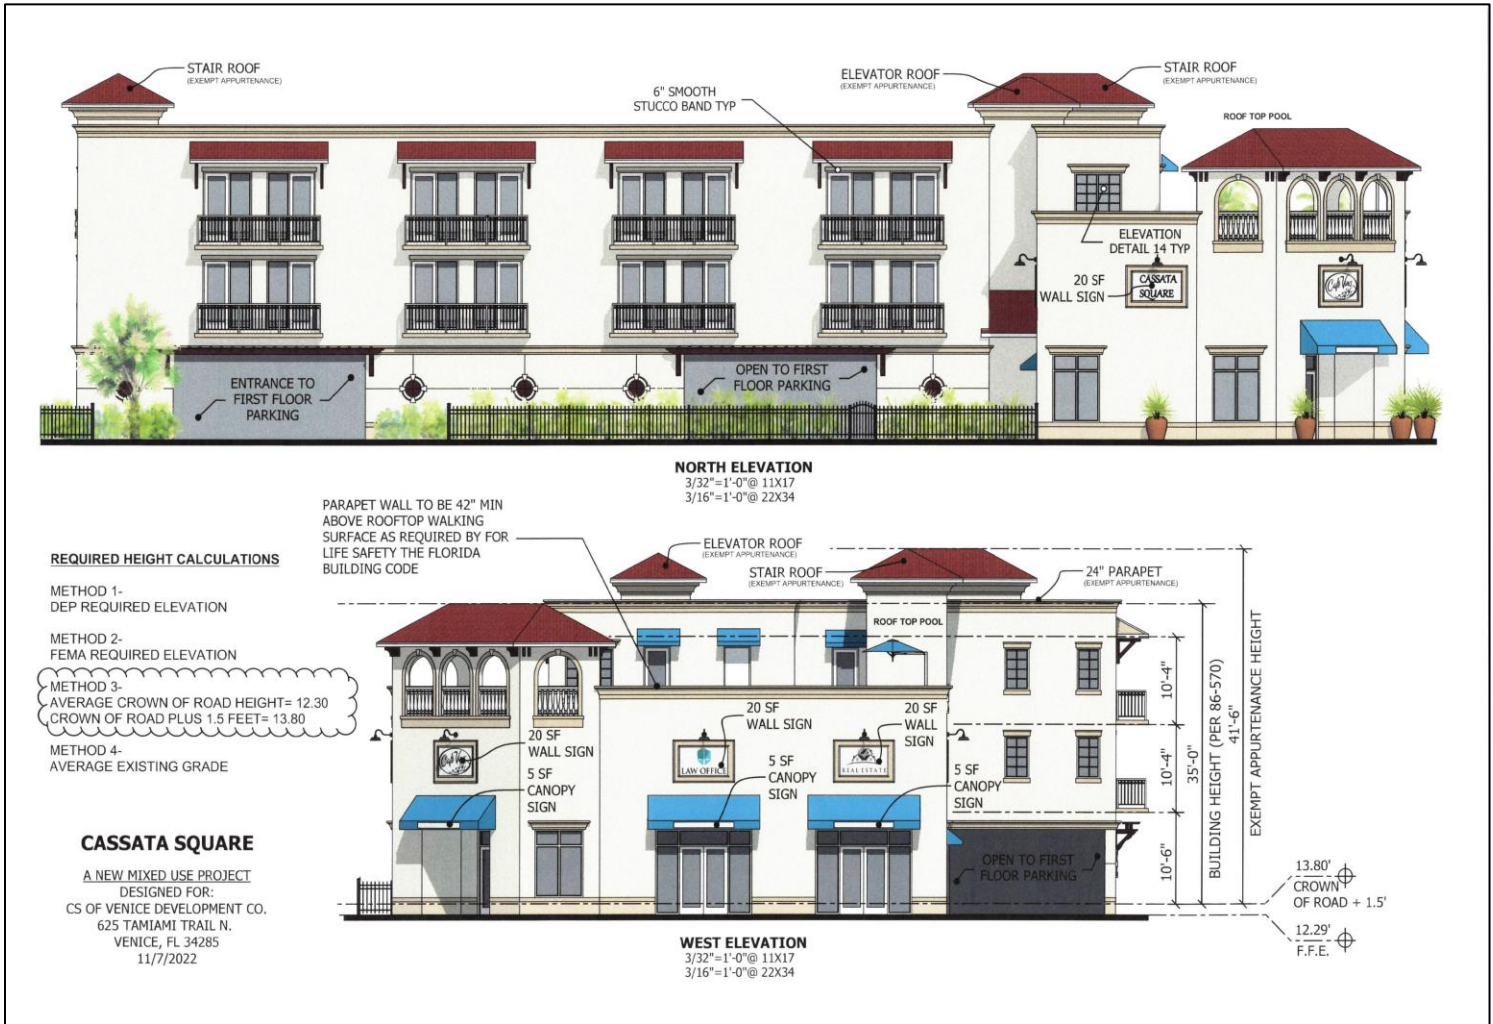 STAIR ROOF
(EXEMPT APPURTENANCE)
6" SMOOTH
STUCCO BAND TYP
ELEVATOR ROOF
(EXEMPT APPURTENANCE)
STAIR ROOF
(EXEMPT APPURTENANCE)
ROOF TOP POOL
ELEVATION
DETAIL 14 TYP
20 SF
WALL SIGN
CASSATA
SQUARE
ENTRANCE TO
FIRST FLOOR
PARKING
OPEN TO FIRST
FLOOR PARKING
NORTH ELEVATION
3/32"=1'-0"@ 11X17
3/16"=1'-0"@ 22X34
REQUIRED HEIGHT CALCULATIONS
METHOD 1-
DEP REQUIRED ELEVATION
METHOD 2-
FEMA REQUIRED ELEVATION
METHOD 3-
AVERAGE CROWN OF ROAD HEIGHT= 12.30
CROWN OF ROAD PLUS 1.5 FEET= 13.80
METHOD 4-
AVERAGE EXISTING GRADE
CASSATA SQUARE
A NEW MIXED USE PROJECT
DESIGNED FOR:
CS OF VENICE DEVELOPMENT CO.
625 TAMIAMI TRAIL N.
VENICE, FL 34285
11/7/2022
PARAPET WALL TO BE 42" MIN
ABOVE ROOFTOP WALKING
SURFACE AS REQUIRED BY FOR
LIFE SAFETY THE FLORIDA
BUILDING CODE
ELEVATOR ROOF
(EXEMPT APPURTENANCE)
STAIR ROOF
(EXEMPT APPURTENANCE)
24" PARAPET
(EXEMPT APPURTENANCE)
ROOF TOP POOL
20 SF
WALL SIGN
5 SF
CANOPY
SIGN
20 SF
WALL SIGN
LAW OFFICE
5 SF
CANOPY
SIGN
20 SF
WALL
SIGN
REAL ESTATE
5 SF
CANOPY
SIGN
OPEN TO FIRST
FLOOR PARKING
10'-4"
10'-4"
10'-6"
35'-0"
BUILDING HEIGHT (PER 86-570)
41'-6"
EXEMPT APPURTENANCE HEIGHT
13.80'
CROWN
OF ROAD + 1.5'
12.29'
F.F.E.
WEST ELEVATION
3/32"=1'-0"@ 11X17
3/16"=1'-0"@ 22X34